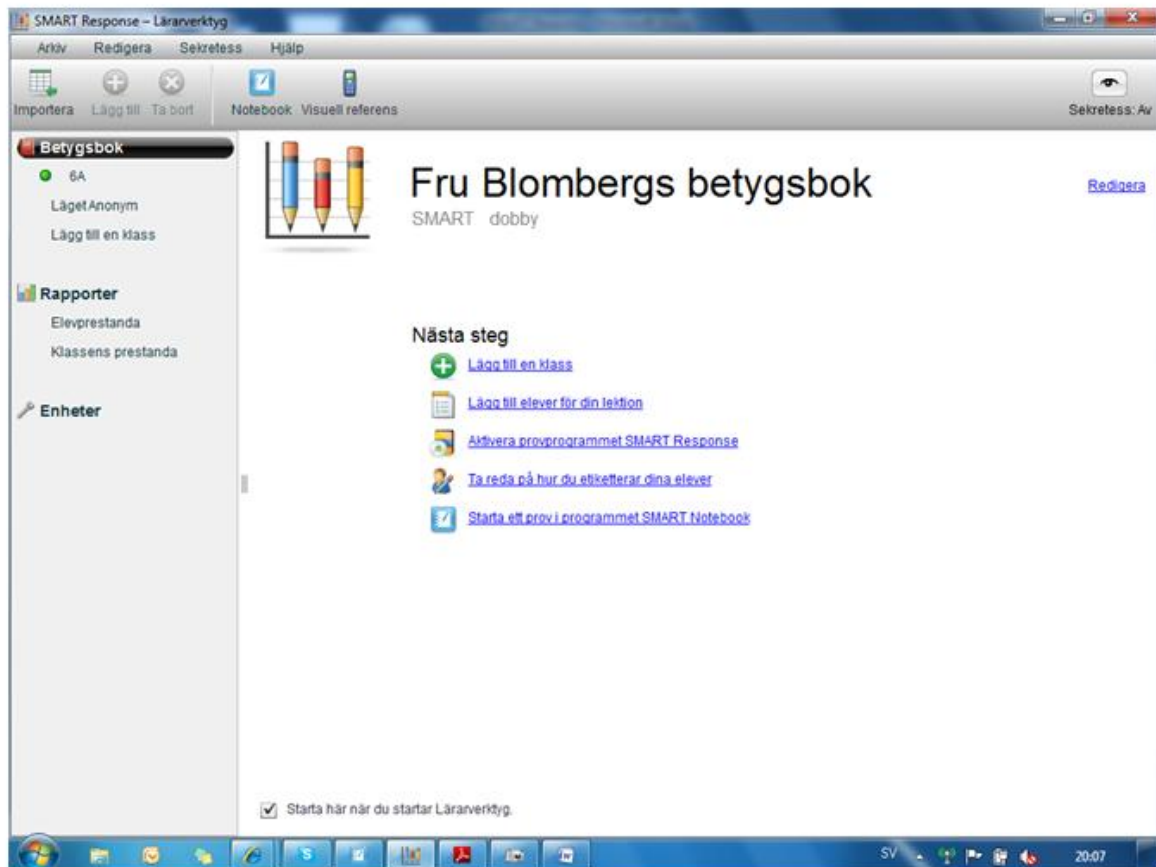 SMART Response – Lärarverktyg
Arkiv Redigera Sekretess Hjälp
Importera Lägg till Ta bort Notebook Visuell referens Sekretess: Av
Betygsbok
6A
Läget Anonym
Lägg till en klass
Rapporter
Elevprestanda
Klassens prestanda
Enheter
Fru Blombergs betygsbok
Redigera
SMART dobby
Nästa steg
Lägg till en klass
Lägg till elever för din lektion
Aktivera provprogrammet SMART Response
Ta reda på hur du etiketterar dina elever
Starta ett prov i programmet SMART Notebook
Starta här när du startar Lärarverktyg.
SV 20:07